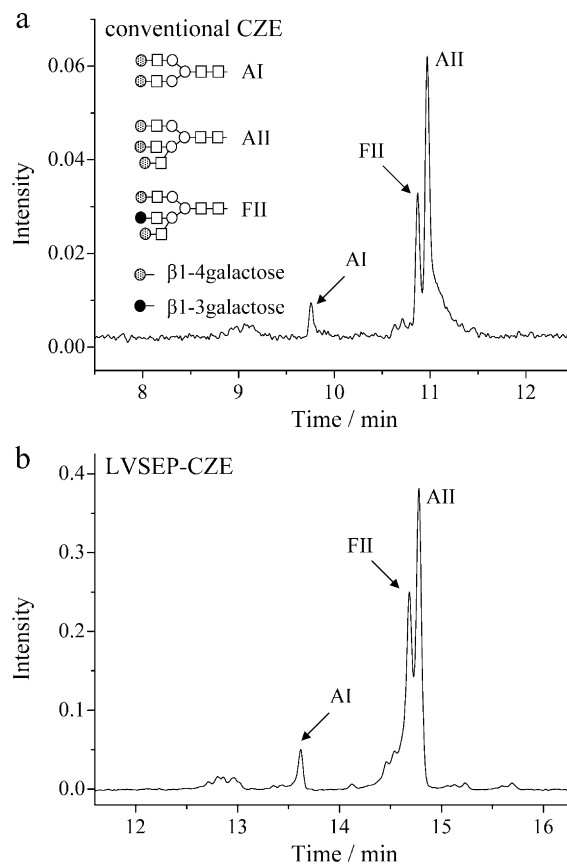 a
conventional CZE
AI
AII
FII
β1-4galactose
β1-3galactose
AII
FII
AI
0.06
0.04
0.02
0.00
Intensity
8 9 10 11 12
Time / min
b
LVSEP-CZE
AII
FII
AI
0.4
0.3
0.2
0.1
0.0
Intensity
12 13 14 15 16
Time / min